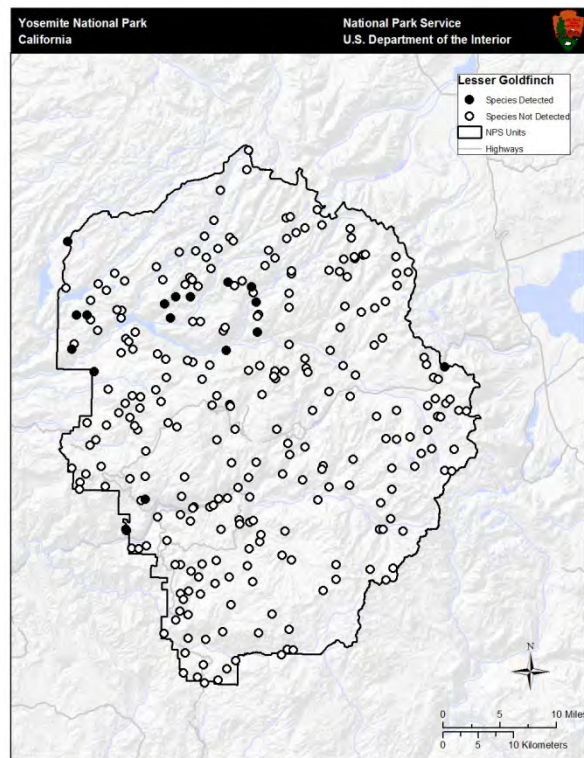 Yosemite National Park
California
National Park Service
U.S. Department of the Interior
Lesser Goldfinch
Species Detected
Species Not Detected
NPS Units
Highways
N
0 5 10 Miles
0 5 10 Kilometers